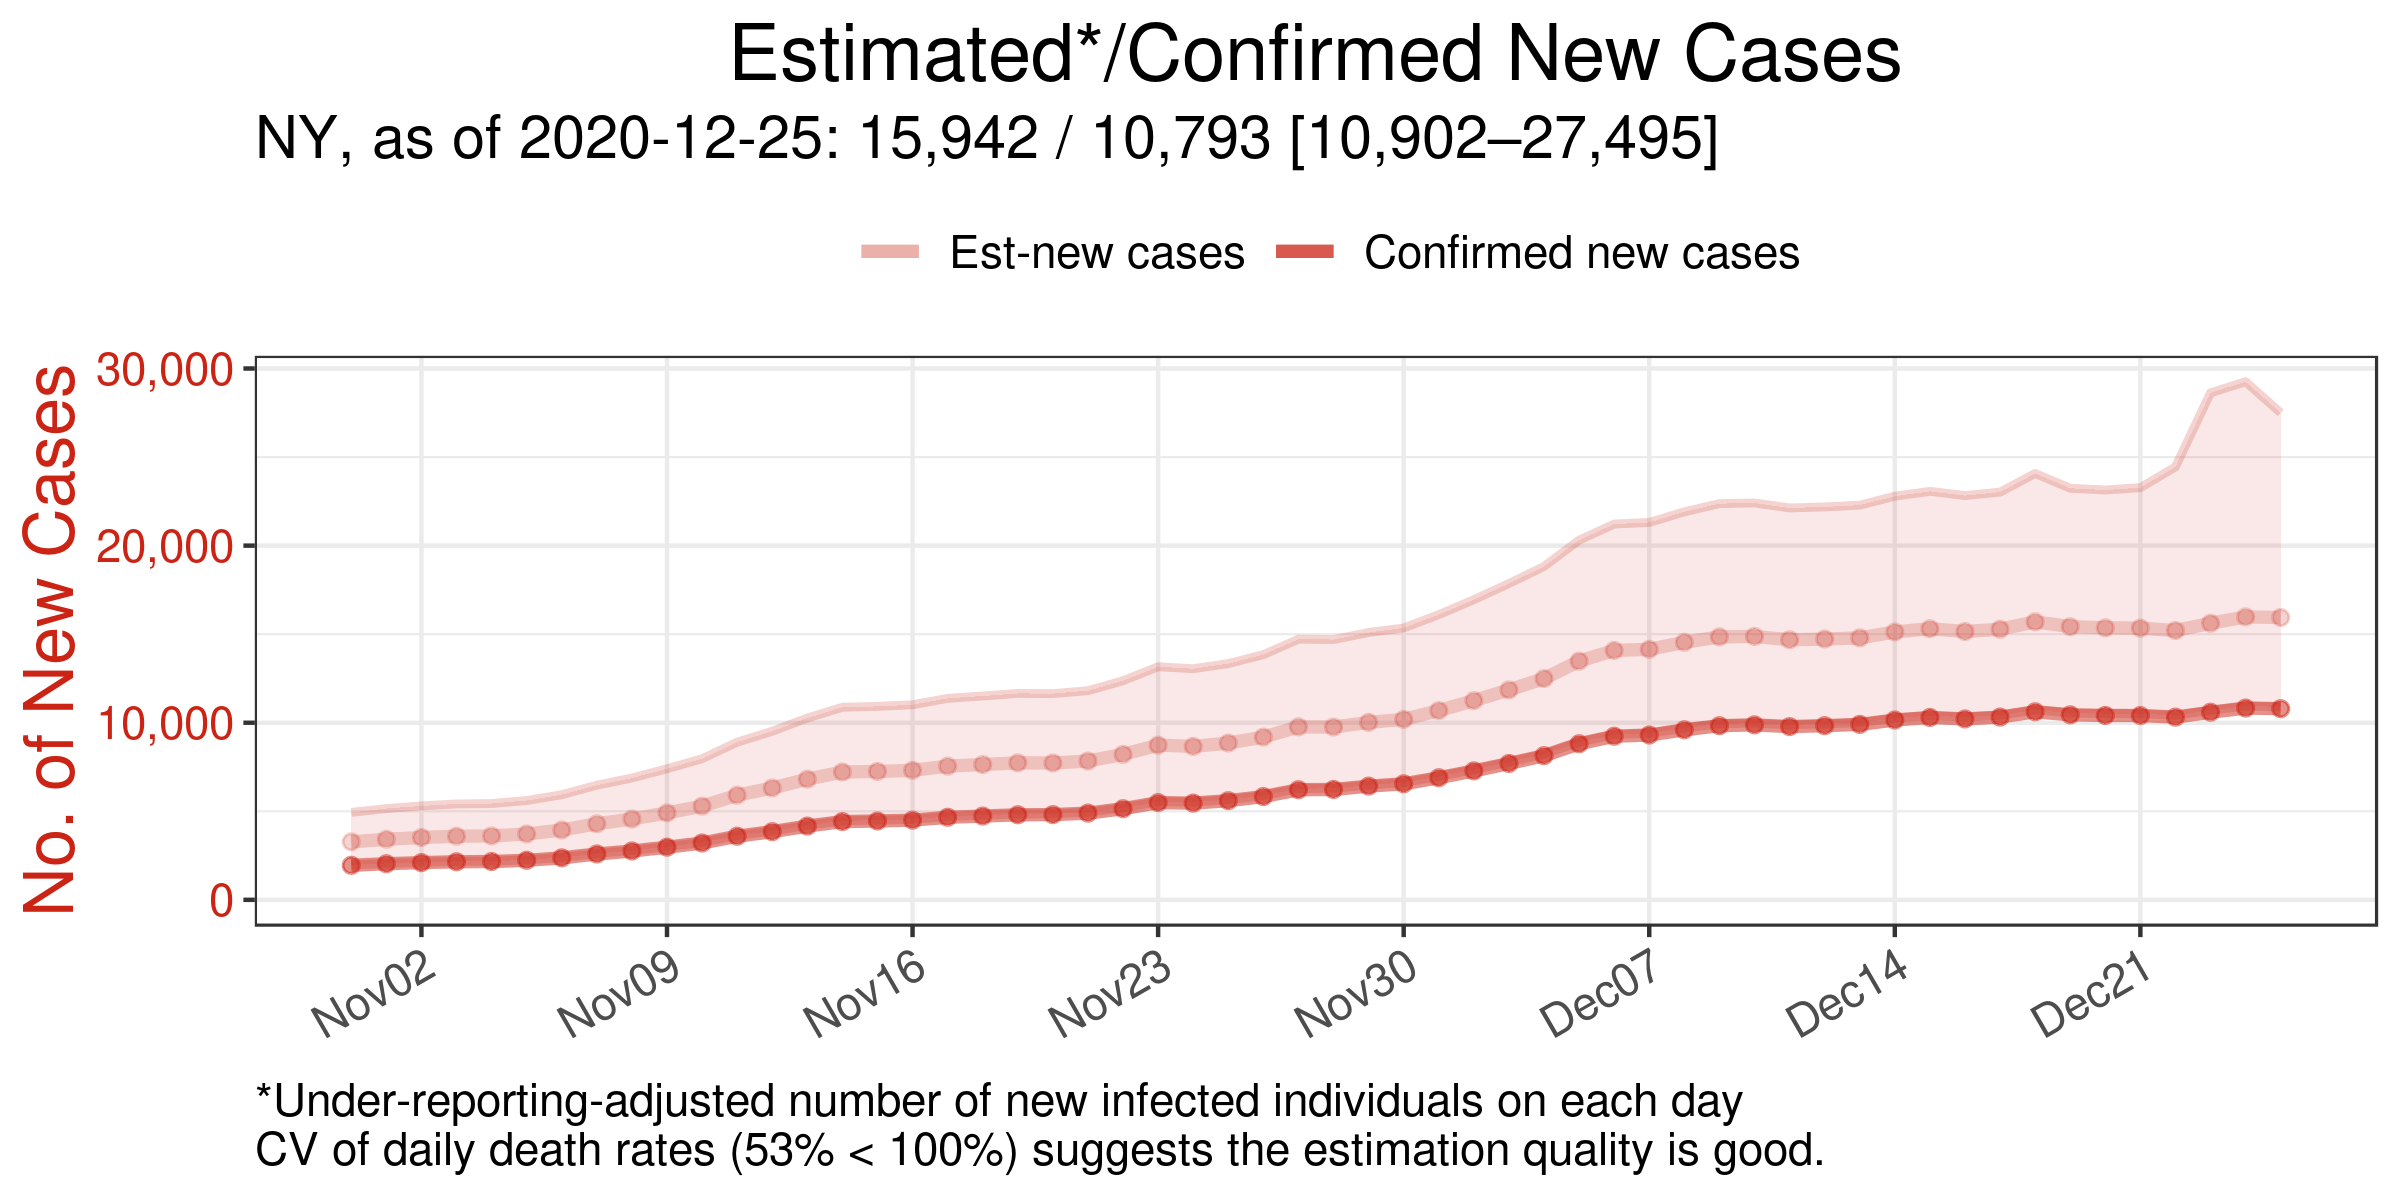 Estimated*/Confirmed New Cases
NY, as of 2020-12-25: 15,942 / 10,793 [10,902–27,495]
Est-new cases
Confirmed new cases
No. of New Cases
30,000
20,000
10,000
0
Nov02
Nov09
Nov16
Nov23
Nov30
Dec07
Dec14
Dec21
*Under-reporting-adjusted number of new infected individuals on each day
CV of daily death rates (53% < 100%) suggests the estimation quality is good.